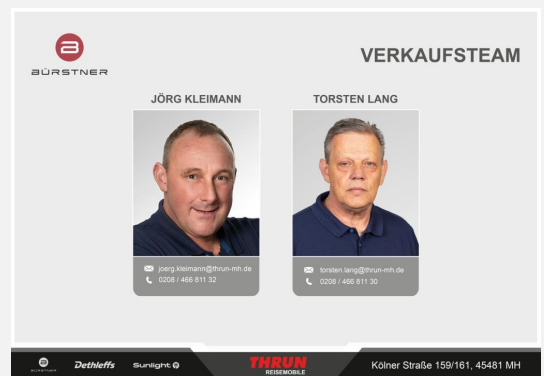 BÜRSTNER
VERKAUFSTEAM
JÖRG KLEIMANN
TORSTEN LANG
joerg.kleimann@thrun-mh.de
0208 / 466 811 32
torsten.lang@thrun-mh.de
0208 / 466 811 30
BÜRSTNER
Dethleffs
Sunlight
THRUN
REISEMOBILE
Kölner Straße 159/161, 45481 MH